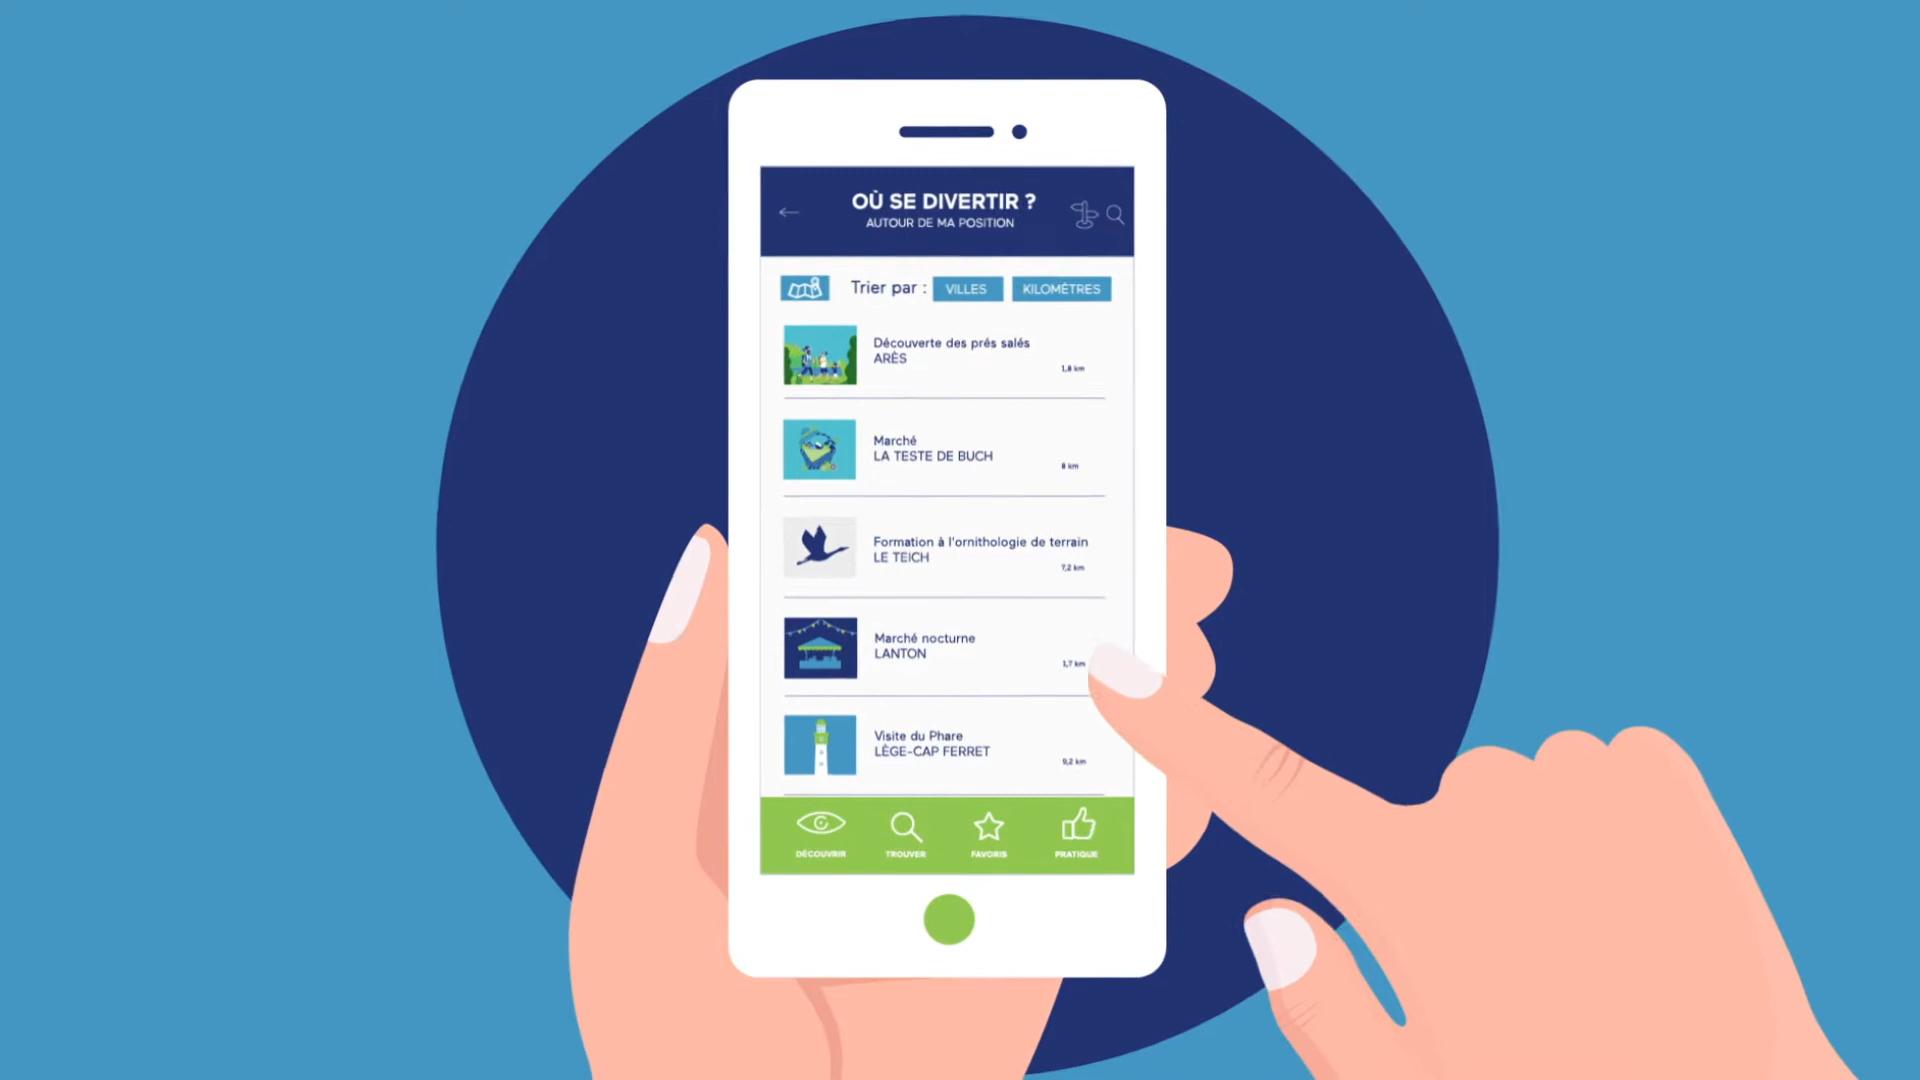 OÙ SE DIVERTIR ?
AUTOUR DE MA POSITION
Trier par : VILLES KILOMÈTRES
Découverte des prés salés
ARÈS
1,8 km
Marché
LA TESTE DE BUCH
8 km
Formation à l'ornithologie de terrain
LE TEICH
7,2 km
Marché nocturne
LANTON
1,7 km
Visite du Phare
LÈGE-CAP FERRET
9,2 km
DÉCOUVRIR TROUVER FAVORIS PRATIQUE